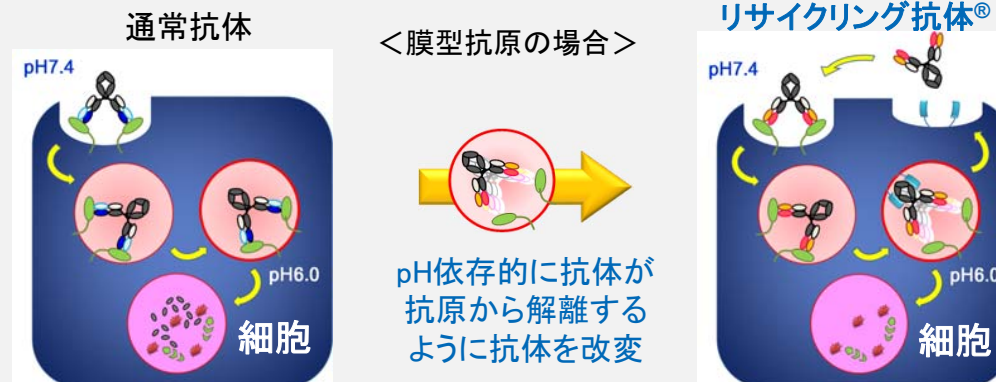 通常抗体
＜膜型抗原の場合＞
リサイクリング抗体®
pH7.4
pH7.4
pH6.0
pH6.0
pH依存的に抗体が
抗原から解離する
ように抗体を改変
細胞
細胞